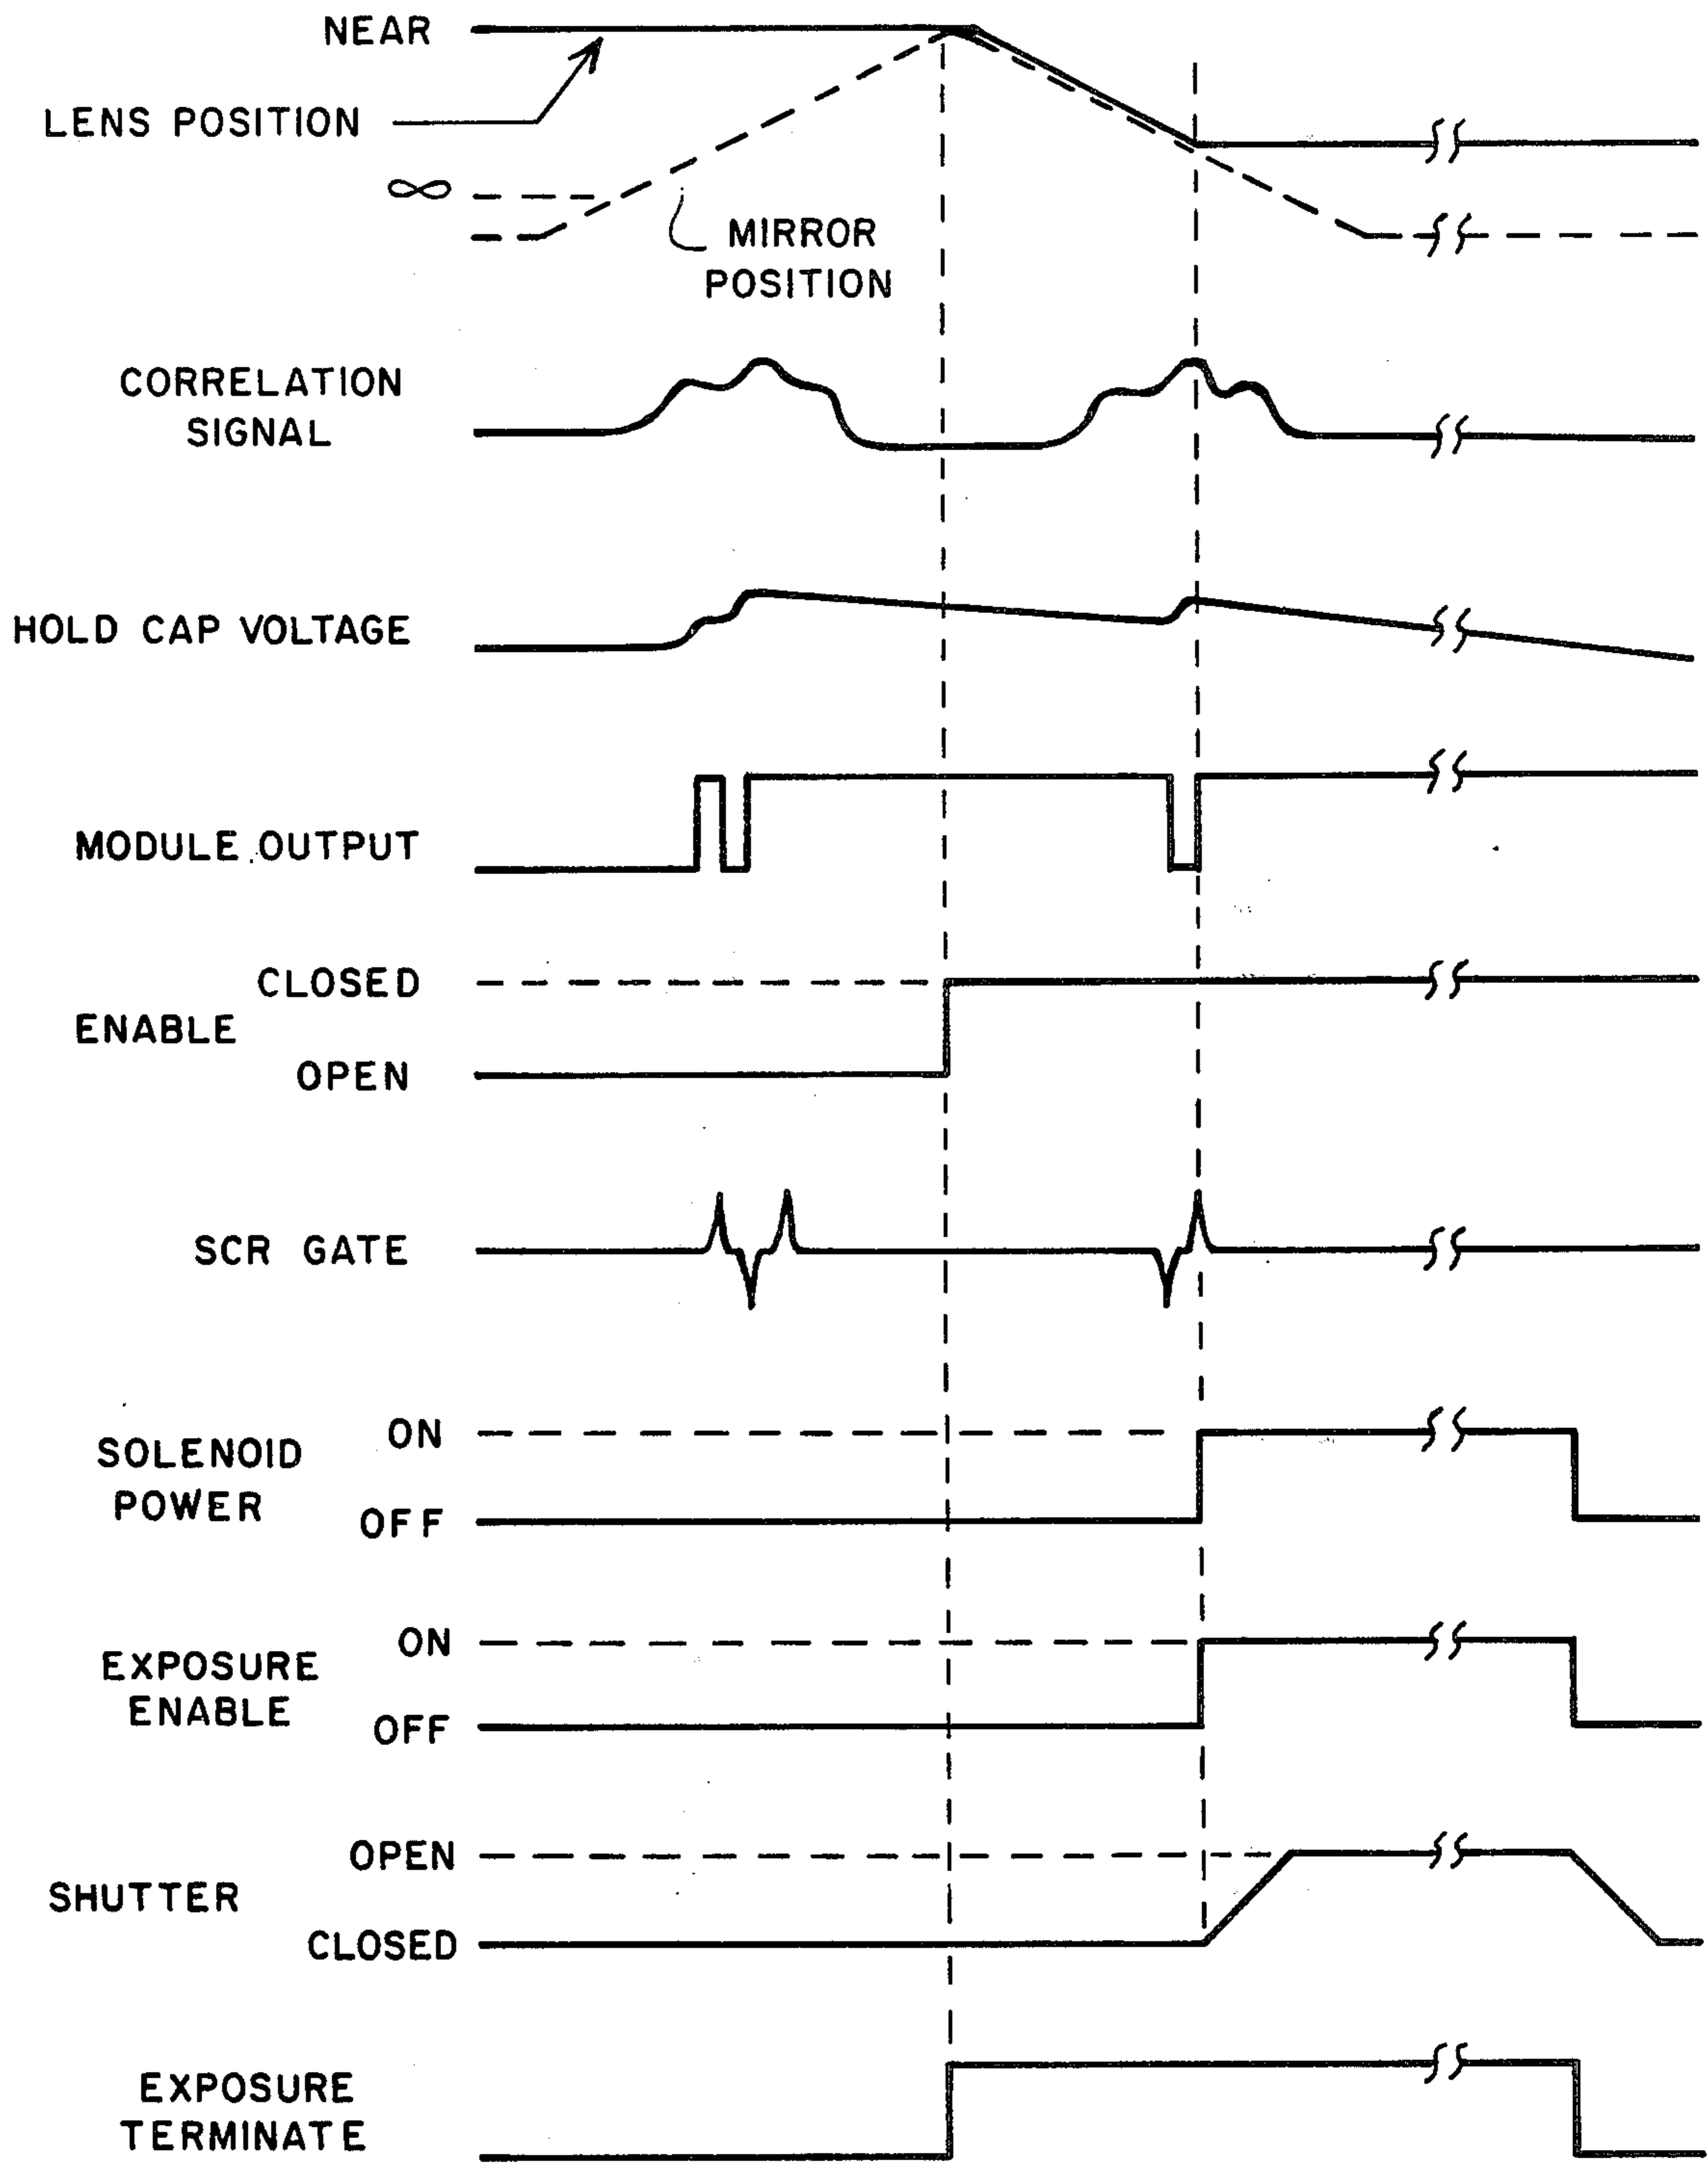 NEAR
LENS POSITION
∞
MIRROR
POSITION
CORRELATION
SIGNAL
HOLD CAP VOLTAGE
MODULE OUTPUT
CLOSED
ENABLE
OPEN
SCR GATE
ON
SOLENOID
POWER
OFF
ON
EXPOSURE
ENABLE
OFF
OPEN
SHUTTER
CLOSED
EXPOSURE
TERMINATE